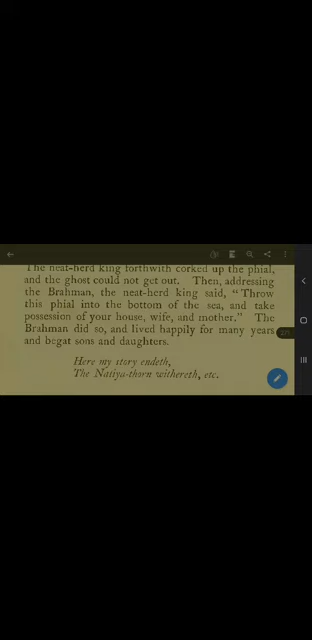 The neat-herd king forthwith corked up the phial,
and the ghost could not get out. Then, addressing
the Brahman, the neat-herd king said, "Throw
this phial into the bottom of the sea, and take
possession of your house, wife, and mother." The
Brahman did so, and lived happily for many years
and begat sons and daughters.
Here my story endeth,
The Natiya-thorn withereth, etc.